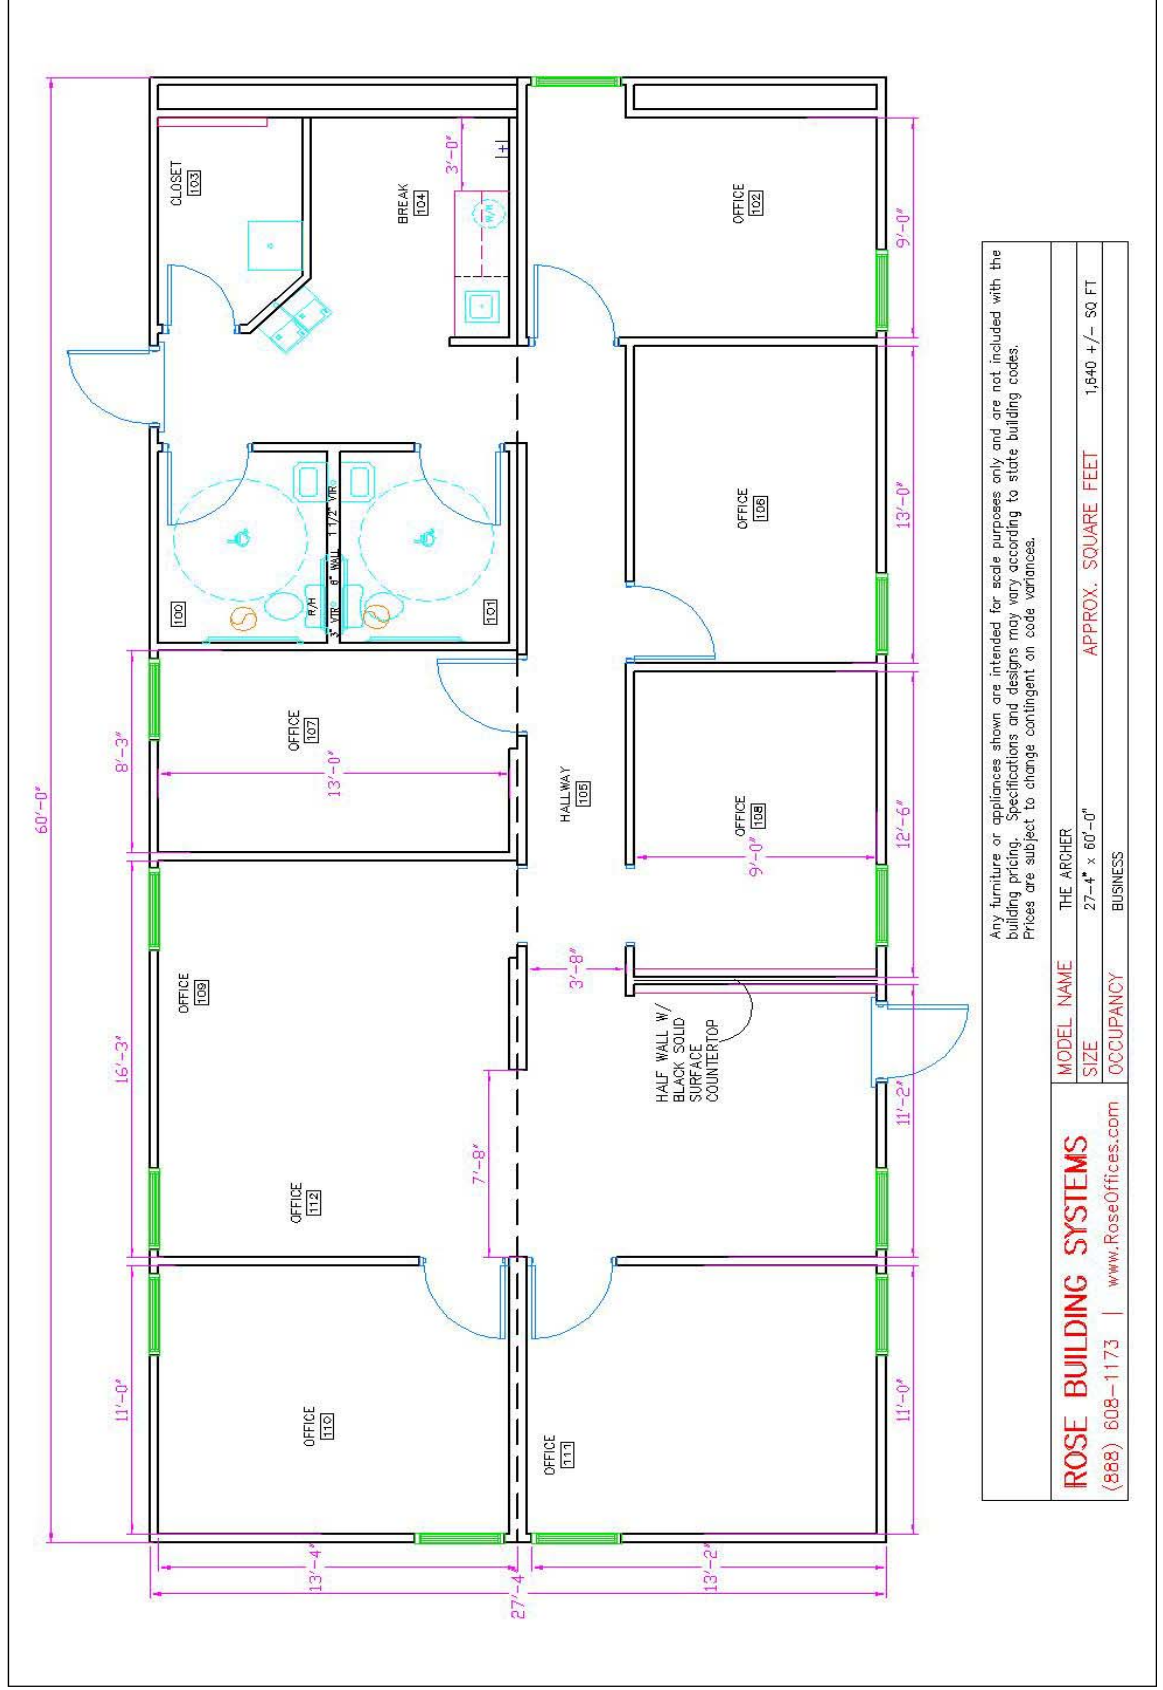 60'-0"
11'-0"
16'-3"
8'-3"
OFFICE
110
OFFICE
112
OFFICE
109
OFFICE
107
13'-0"
100
101
R/H
3" VTR
6" WALL
1 1/2" VTR
CLOSET
103
BREAK
104
3'-0"
W/H
7'-8"
HALLWAY
105
3'-8"
OFFICE
111
HALF WALL W/
BLACK SOLID
SURFACE
COUNTERTOP
OFFICE
108
9'-0"
OFFICE
106
OFFICE
102
13'-4"
27'-4"
13'-2"
11'-0"
11'-2"
12'-6"
13'-0"
9'-0"
Any furniture or appliances shown are intended for scale purposes only and are not included with the
building pricing. Specifications and designs may vary according to state building codes.
Prices are subject to change contingent on code variances.
ROSE BUILDING SYSTEMS
(888) 608-1173 | www.RoseOffices.com
MODEL NAME THE ARCHER
SIZE 27-4" x 60'-0" APPROX. SQUARE FEET 1,640 +/- SQ FT
OCCUPANCY BUSINESS